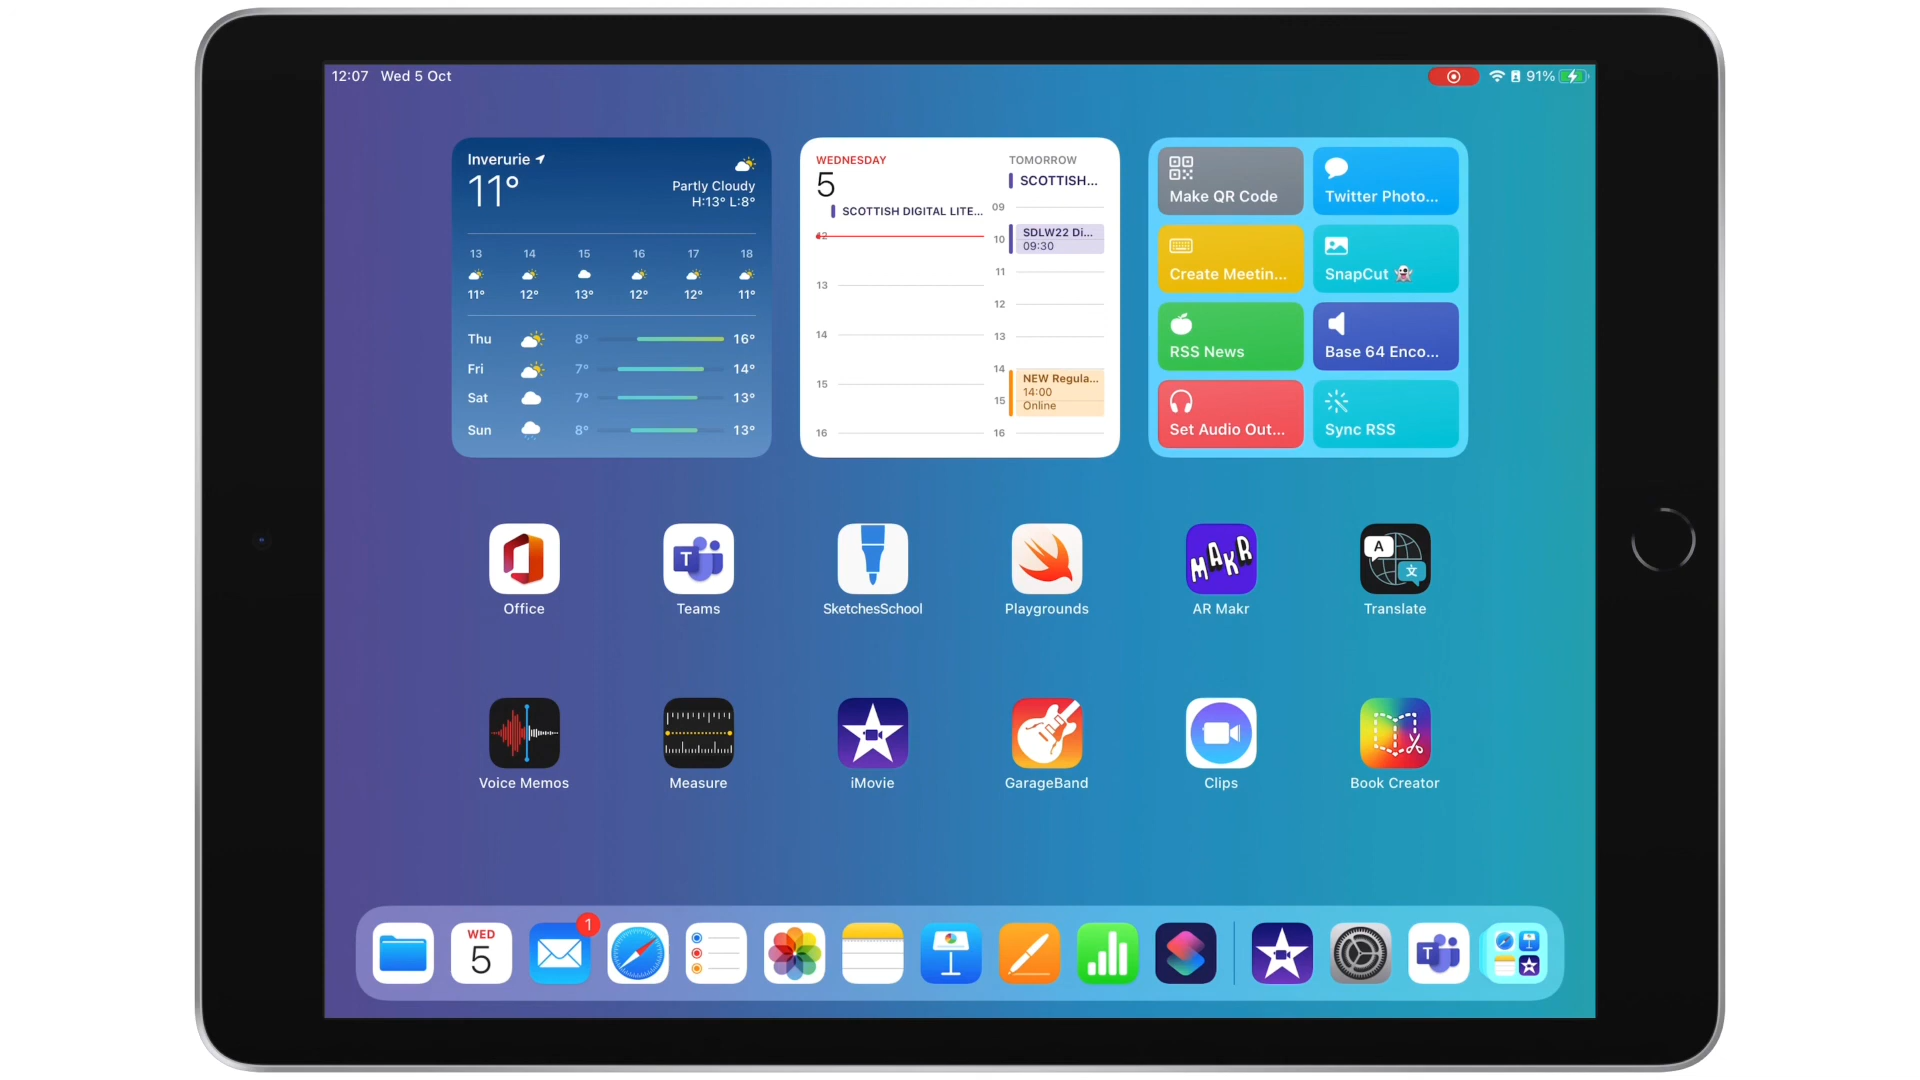 12:07 Wed 5 Oct
91%
Inverurie
11°
Partly Cloudy
H:13° L:8°
13 14 15 16 17 18
11° 12° 13° 12° 12° 11°
Thu 8° 16°
Fri 7° 14°
Sat 7° 13°
Sun 8° 13°
WEDNESDAY
5
SCOTTISH DIGITAL LITE...
12
13
14
15
16
TOMORROW
SCOTTISH...
09
10
SDLW22 Di...
09:30
11
12
13
14
NEW Regula...
14:00
15
Online
16
Make QR Code
Twitter Photo...
Create Meetin...
SnapCut 👻
RSS News
Base 64 Enco...
Set Audio Out...
Sync RSS
T
MAKR
A
文
Office Teams SketchesSchool Playgrounds AR Makr Translate
Voice Memos Measure iMovie GarageBand Clips Book Creator
WED
5
1
T